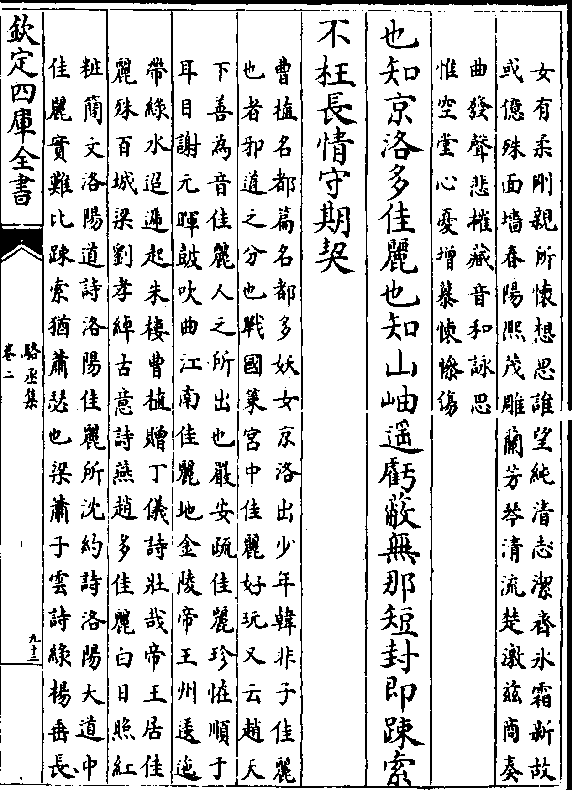 女有柔剛親所懷想思誰望純清志潔齊氷霜新故
或億殊面墻春陽熙茂雕蘭芳琴清流楚激兹商奏
曲發聲悲摧藏音和詠思
惟空堂心憂增慕懐慘傷
也知京洛多佳麗也知山岫遥虧蔽無那短封即踈索
不枉長情守期契
曹植名都篇名都多妖女京洛出少年韓非子佳麗
也者邪道之分也戰國策宫中佳麗好玩又云趙天
下善為音佳麗人之所出也嚴安疏佳麗珍怪順于
耳目謝元暉鼓吹曲江南佳麗地金陵帝王州逶迤
帶綠水迢遞起朱樓曹植贈丁儀詩壯哉帝王居佳
麗殊百城梁劉孝綽古意詩燕趙多佳麗白日照紅
粧簡文洛陽道詩洛陽佳麗所沈約詩洛陽大道中
佳麗實難比踈索猶蕭瑟也梁蕭子雲詩綠楊垂長
欽定四庫全書
駱丞集
卷二
九十三